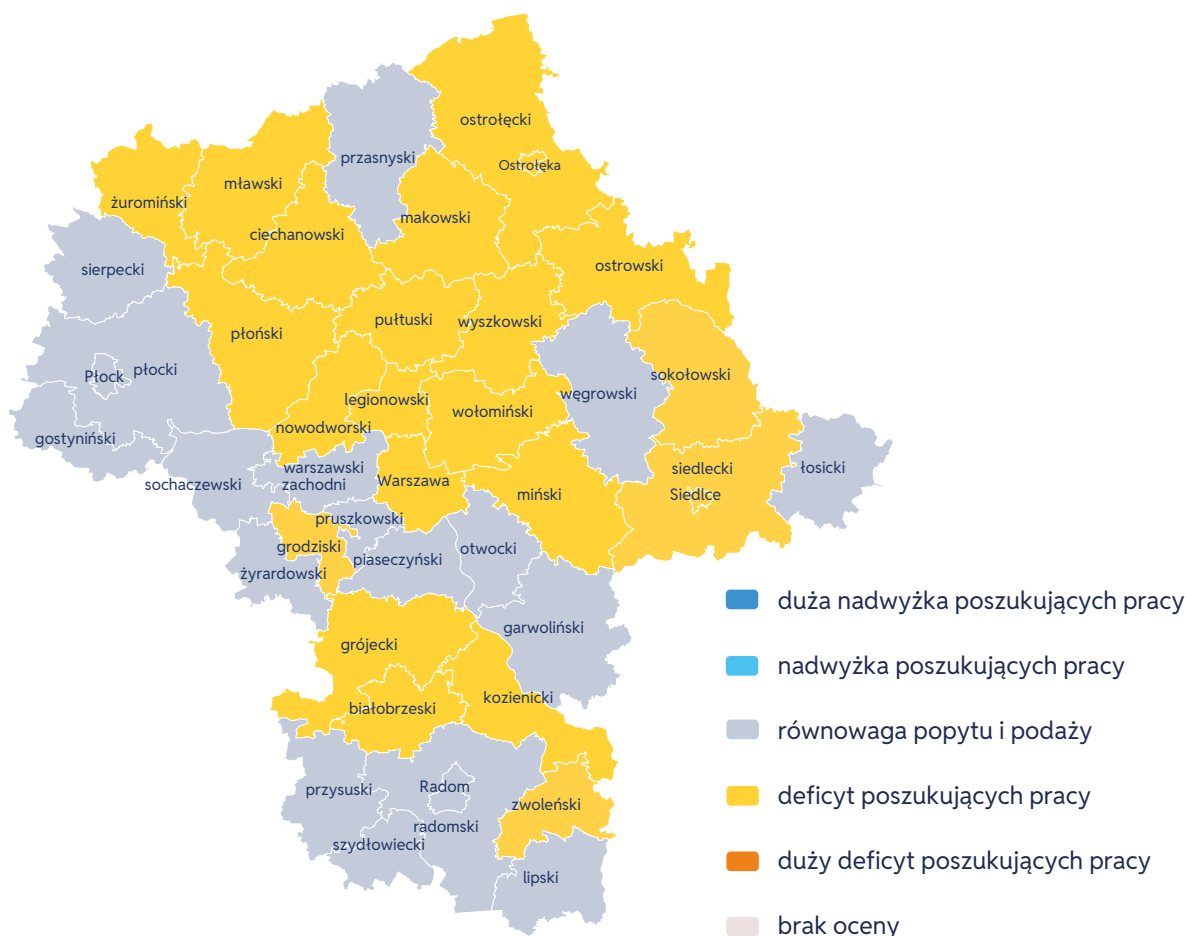 ostrołęcki
przasnyski
Ostrołęka
mławski
żuromiński
makowski
ciechanowski
sierpecki
ostrowski
pułtuski
wyszkowski
płoński
płocki
Płock
sokołowski
węgrowski
legionowski
wołomiński
nowodworski
gostyniński
warszawski
zachodni
siedlecki
łosicki
sochaczewski
Warszawa
miński
Siedlce
pruszkowski
grodziski
otwocki
piaseczyński
żyrardowski
duża nadwyżka poszukujących pracy
garwoliński
grójecki
nadwyżka poszukujących pracy
kozienicki
białobrzeski
równowaga popytu i podaży
przysuski
Radom
deficyt poszukujących pracy
zwoleński
radomski
szydłowiecki
duży deficyt poszukujących pracy
lipski
brak oceny